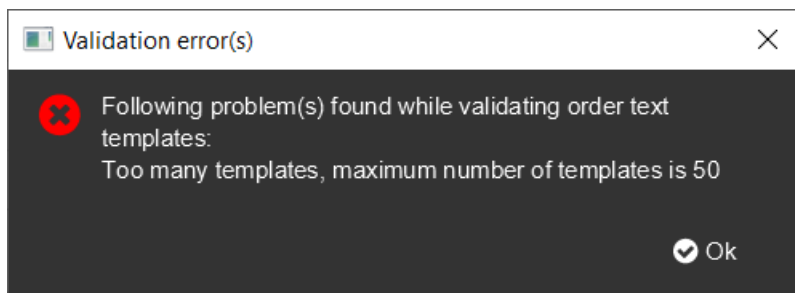 Validation error(s)
Following problem(s) found while validating order text
templates:
Too many templates, maximum number of templates is 50
Ok